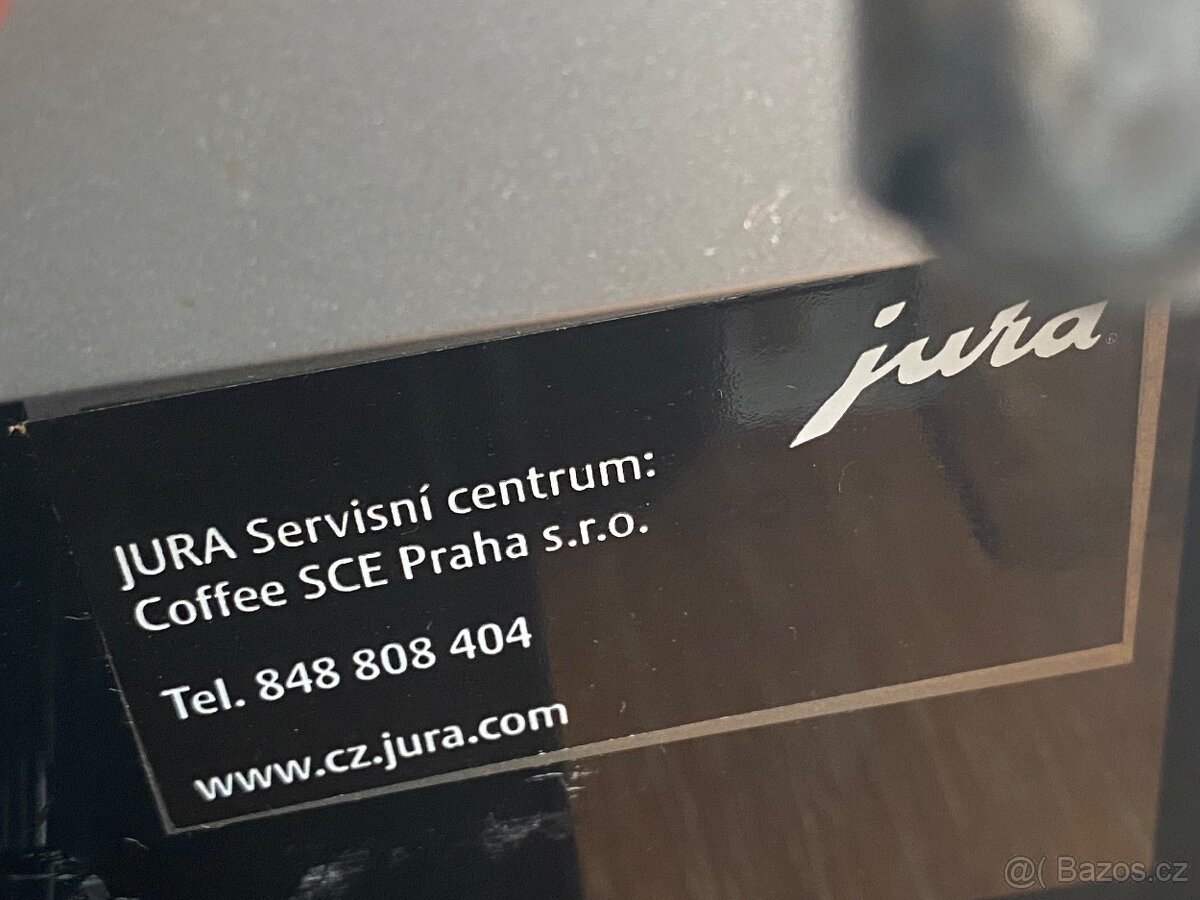 jura
JURA Servisní centrum:
Coffee SCE Praha s.r.o.
Tel. 848 808 404
www.cz.jura.com
@( Bazos.cz